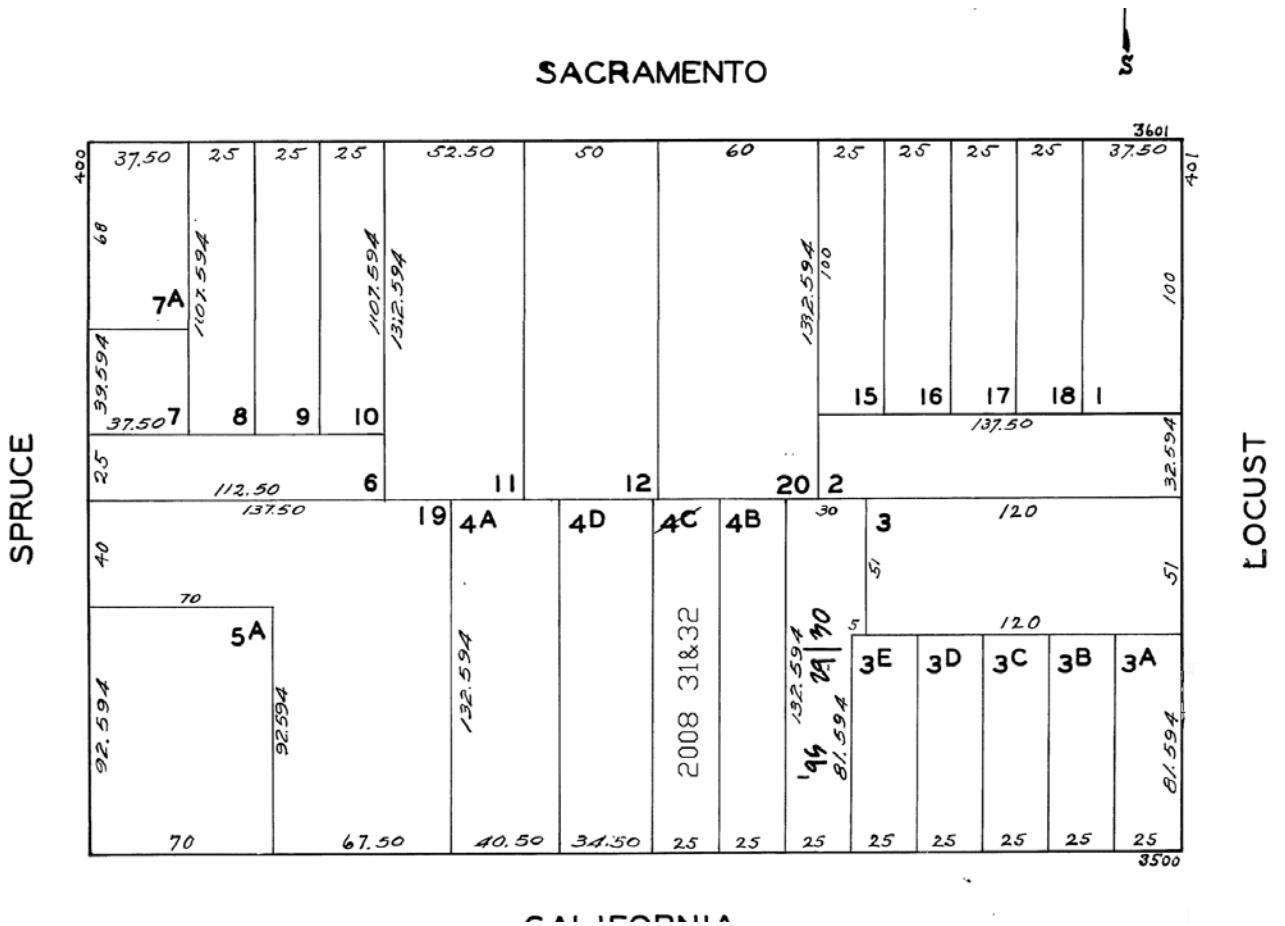 S
SACRAMENTO
3601
400 37.50 25 25 25 52.50 50 60 25 25 25 25 37.50 401
68 107.594 107.594 132.594 132.594 100 100
7A
39.594
37.50 7 8 9 10 15 16 17 18 1
137.50
25 32.594
112.50 6 11 12 20 2
137.50 19 4A 4D 4C 4B 30 3 120
SPRUCE
LOCUST
40 51 51
70 5 120
5A 3E 3D 3C 3B 3A
92.594 92.594 132.594 2008 31&32 132.594 '96 29|30 81.594 81.594
70 67.50 40.50 34.50 25 25 25 25 25 25 25 25
3500
CALIFORNIA